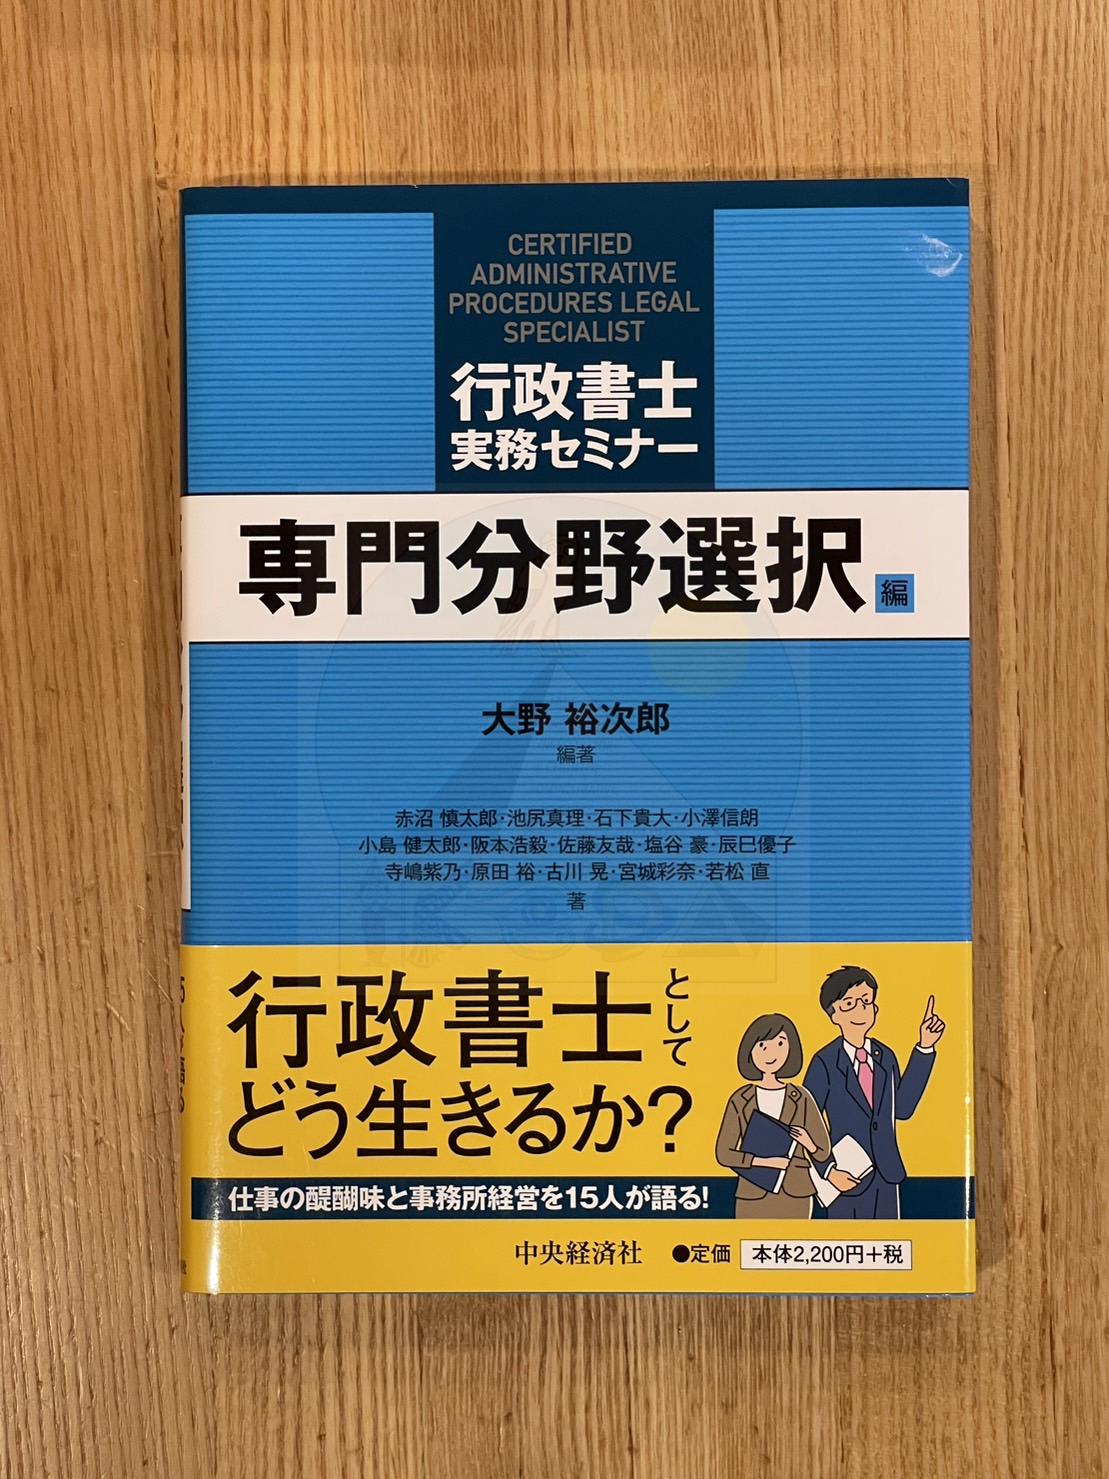 CERTIFIED
ADMINISTRATIVE
PROCEDURES LEGAL
SPECIALIST
行政書士
実務セミナー
専門分野選択 編
大野 裕次郎
編著
赤沼 慎太郎・池尻真理・石下貴大・小澤信朗
小島 健太郎・阪本浩毅・佐藤友哉・塩谷 豪・辰巳優子
寺嶋紫乃・原田 裕・古川 晃・宮城彩奈・若松 直
著
行政書士として
どう生きるか?
仕事の醍醐味と事務所経営を15人が語る!
中央経済社 ●定価 本体2,200円+税